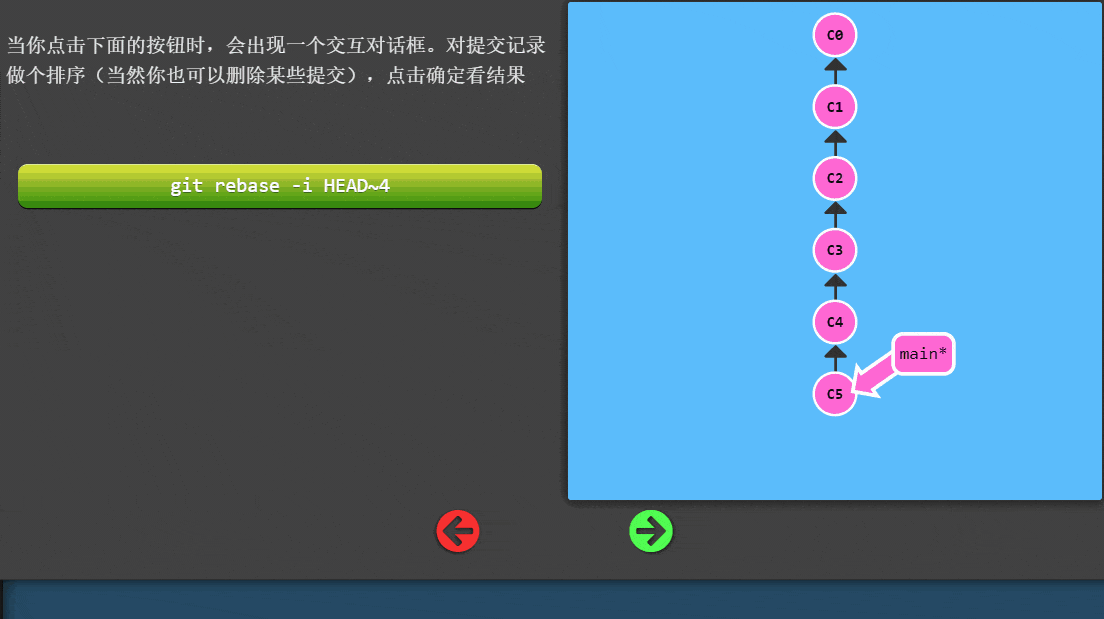 当你点击下面的按钮时，会出现一个交互对话框。对提交记录
做个排序（当然你也可以删除某些提交），点击确定看结果
git rebase -i HEAD~4
C0
C1
C2
C3
C4
main*
C5